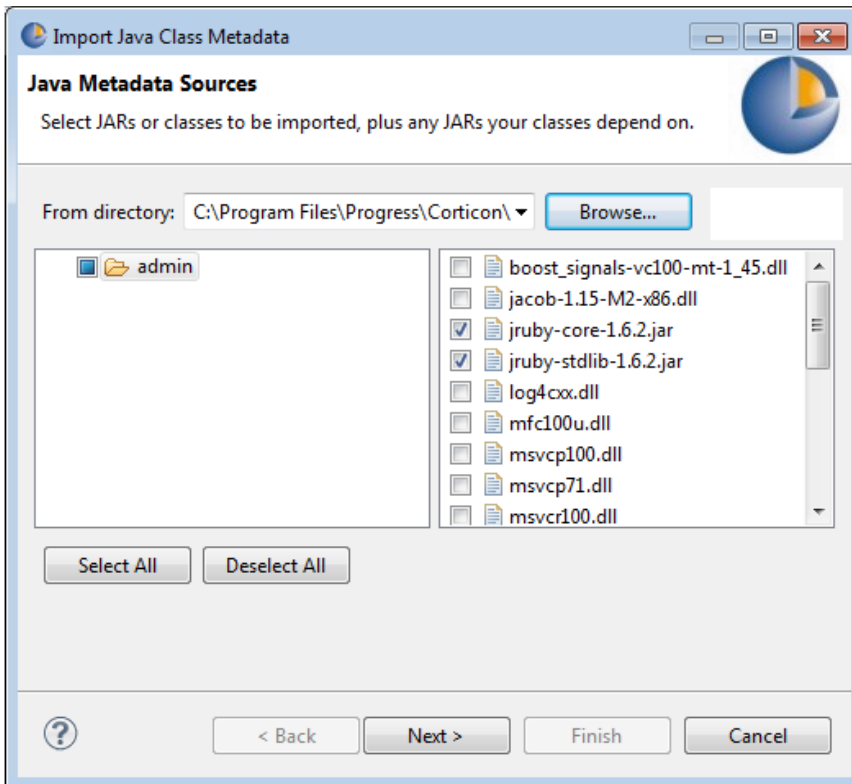 Import Java Class Metadata
Java Metadata Sources
Select JARs or classes to be imported, plus any JARs your classes depend on.
From directory: C:\Program Files\Progress\Corticon\ Browse...
admin
boost_signals-vc100-mt-1_45.dll
jacob-1.15-M2-x86.dll
jruby-core-1.6.2.jar
jruby-stdlib-1.6.2.jar
log4cxx.dll
mfc100u.dll
msvcp100.dll
msvcp71.dll
msvcr100.dll
Select All Deselect All
? < Back Next > Finish Cancel